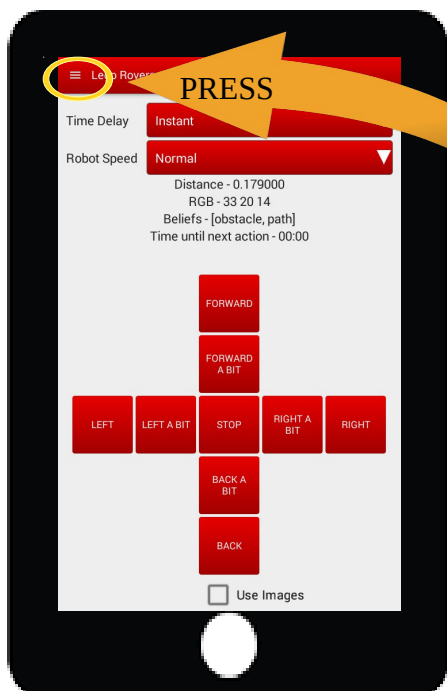 PRESS
Time Delay Instant
Robot Speed Normal
Distance - 0.179000
RGB - 33 20 14
Beliefs - [obstacle, path]
Time until next action - 00:00
FORWARD
FORWARD
A BIT
LEFT LEFT A BIT STOP RIGHT A
BIT RIGHT
BACK A
BIT
BACK
Use Images